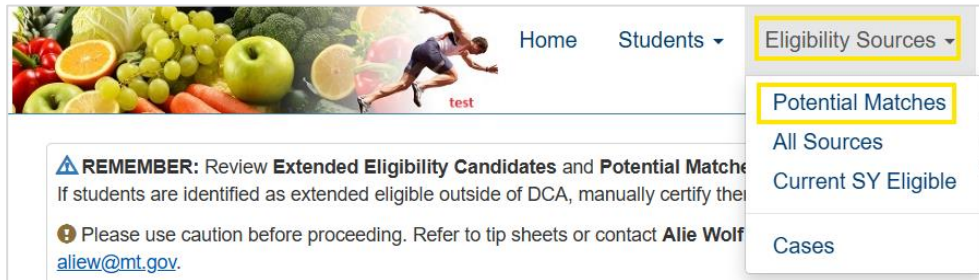 Home Students Eligibility Sources
test
Potential Matches
All Sources
Current SY Eligible
Cases
REMEMBER: Review Extended Eligibility Candidates and Potential Matche
If students are identified as extended eligible outside of DCA, manually certify the
Please use caution before proceeding. Refer to tip sheets or contact Alie Wolf
aliew@mt.gov.